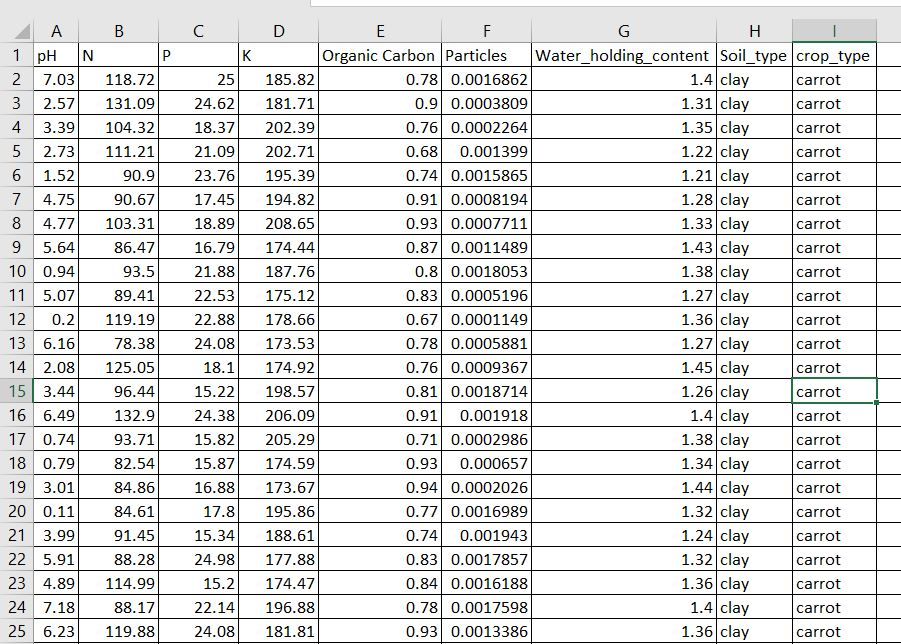 A B C D E F G H I
1 pH N P K Organic Carbon Particles Water_holding_content Soil_type crop_type
2 7.03 118.72 25 185.82 0.78 0.0016862 1.4 clay carrot
3 2.57 131.09 24.62 181.71 0.9 0.0003809 1.31 clay carrot
4 3.39 104.32 18.37 202.39 0.76 0.0002264 1.35 clay carrot
5 2.73 111.21 21.09 202.71 0.68 0.001399 1.22 clay carrot
6 1.52 90.9 23.76 195.39 0.74 0.0015865 1.21 clay carrot
7 4.75 90.67 17.45 194.82 0.91 0.0008194 1.28 clay carrot
8 4.77 103.31 18.89 208.65 0.93 0.0007711 1.33 clay carrot
9 5.64 86.47 16.79 174.44 0.87 0.0011489 1.43 clay carrot
10 0.94 93.5 21.88 187.76 0.8 0.0018053 1.38 clay carrot
11 5.07 89.41 22.53 175.12 0.83 0.0005196 1.27 clay carrot
12 0.2 119.19 22.88 178.66 0.67 0.0001149 1.36 clay carrot
13 6.16 78.38 24.08 173.53 0.78 0.0005881 1.27 clay carrot
14 2.08 125.05 18.1 174.92 0.76 0.0009367 1.45 clay carrot
15 3.44 96.44 15.22 198.57 0.81 0.0018714 1.26 clay carrot
16 6.49 132.9 24.38 206.09 0.91 0.001918 1.4 clay carrot
17 0.74 93.71 15.82 205.29 0.71 0.0002986 1.38 clay carrot
18 0.79 82.54 15.87 174.59 0.93 0.000657 1.34 clay carrot
19 3.01 84.86 16.88 173.67 0.94 0.0002026 1.44 clay carrot
20 0.11 84.61 17.8 195.86 0.77 0.0016989 1.32 clay carrot
21 3.99 91.45 15.34 188.61 0.74 0.001943 1.24 clay carrot
22 5.91 88.28 24.98 177.88 0.83 0.0017857 1.32 clay carrot
23 4.89 114.99 15.2 174.47 0.84 0.0016188 1.36 clay carrot
24 7.18 88.17 22.14 196.88 0.78 0.0017598 1.4 clay carrot
25 6.23 119.88 24.08 181.81 0.93 0.0013386 1.36 clay carrot